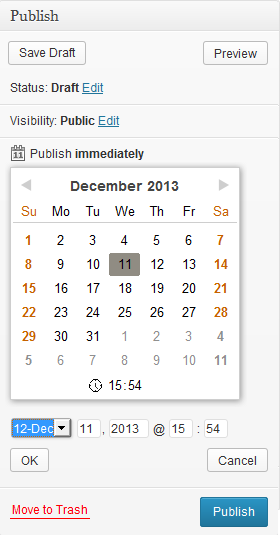 Publish
Save Draft Preview
Status: Draft Edit
Visibility: Public Edit
11 Publish immediately
December 2013
Su Mo Tu We Th Fr Sa
1 2 3 4 5 6 7
8 9 10 11 12 13 14
15 16 17 18 19 20 21
22 23 24 25 26 27 28
29 30 31 1 2 3 4
5 6 7 8 9 10 11
15:54
12-Dec 11 , 2013 @ 15 : 54
OK Cancel
Move to Trash Publish